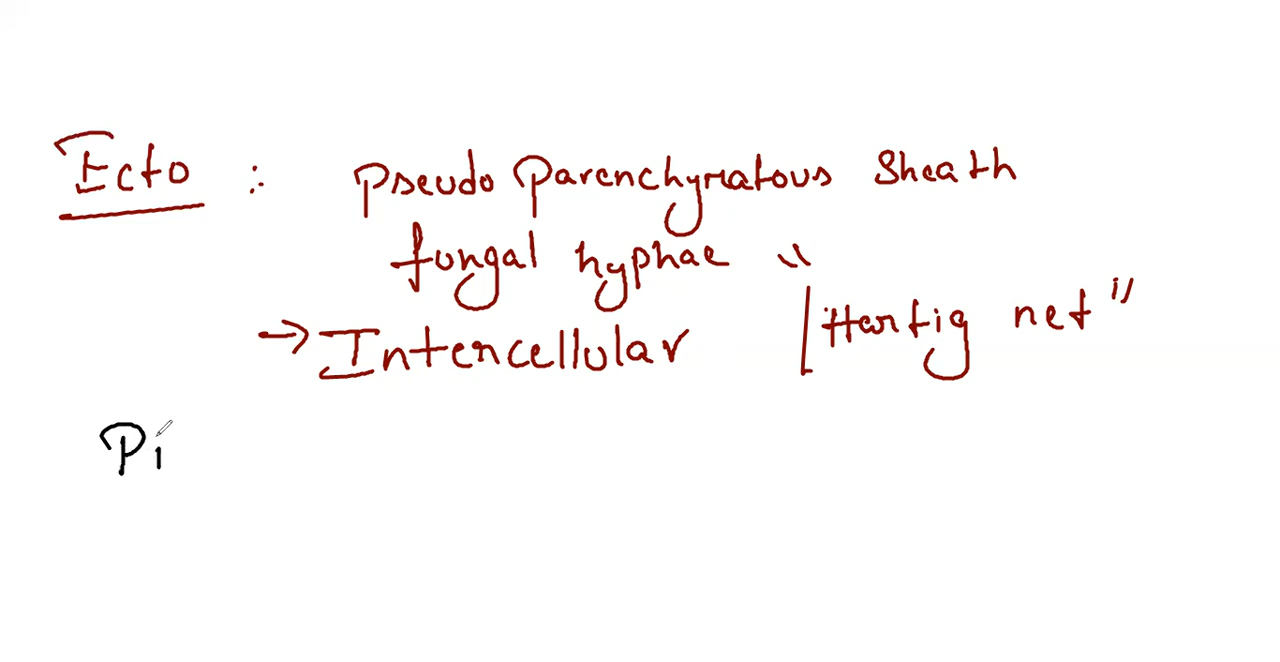 Ecto : Pseudo Parenchymatous Sheath
fungal hyphae "
→ Intercellular [Hartig net"
Pi